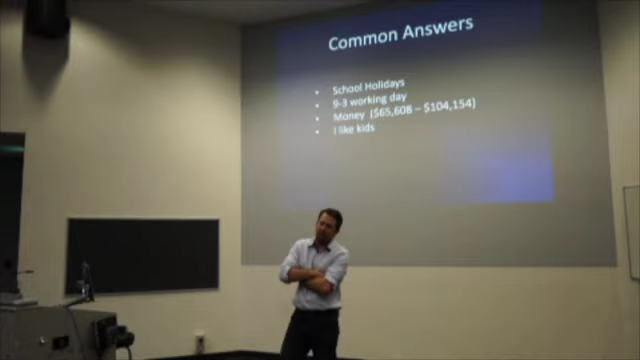 Common Answers
• School Holidays
• 9-3 working day
• Money ($65,608 – $104,154)
• I like kids